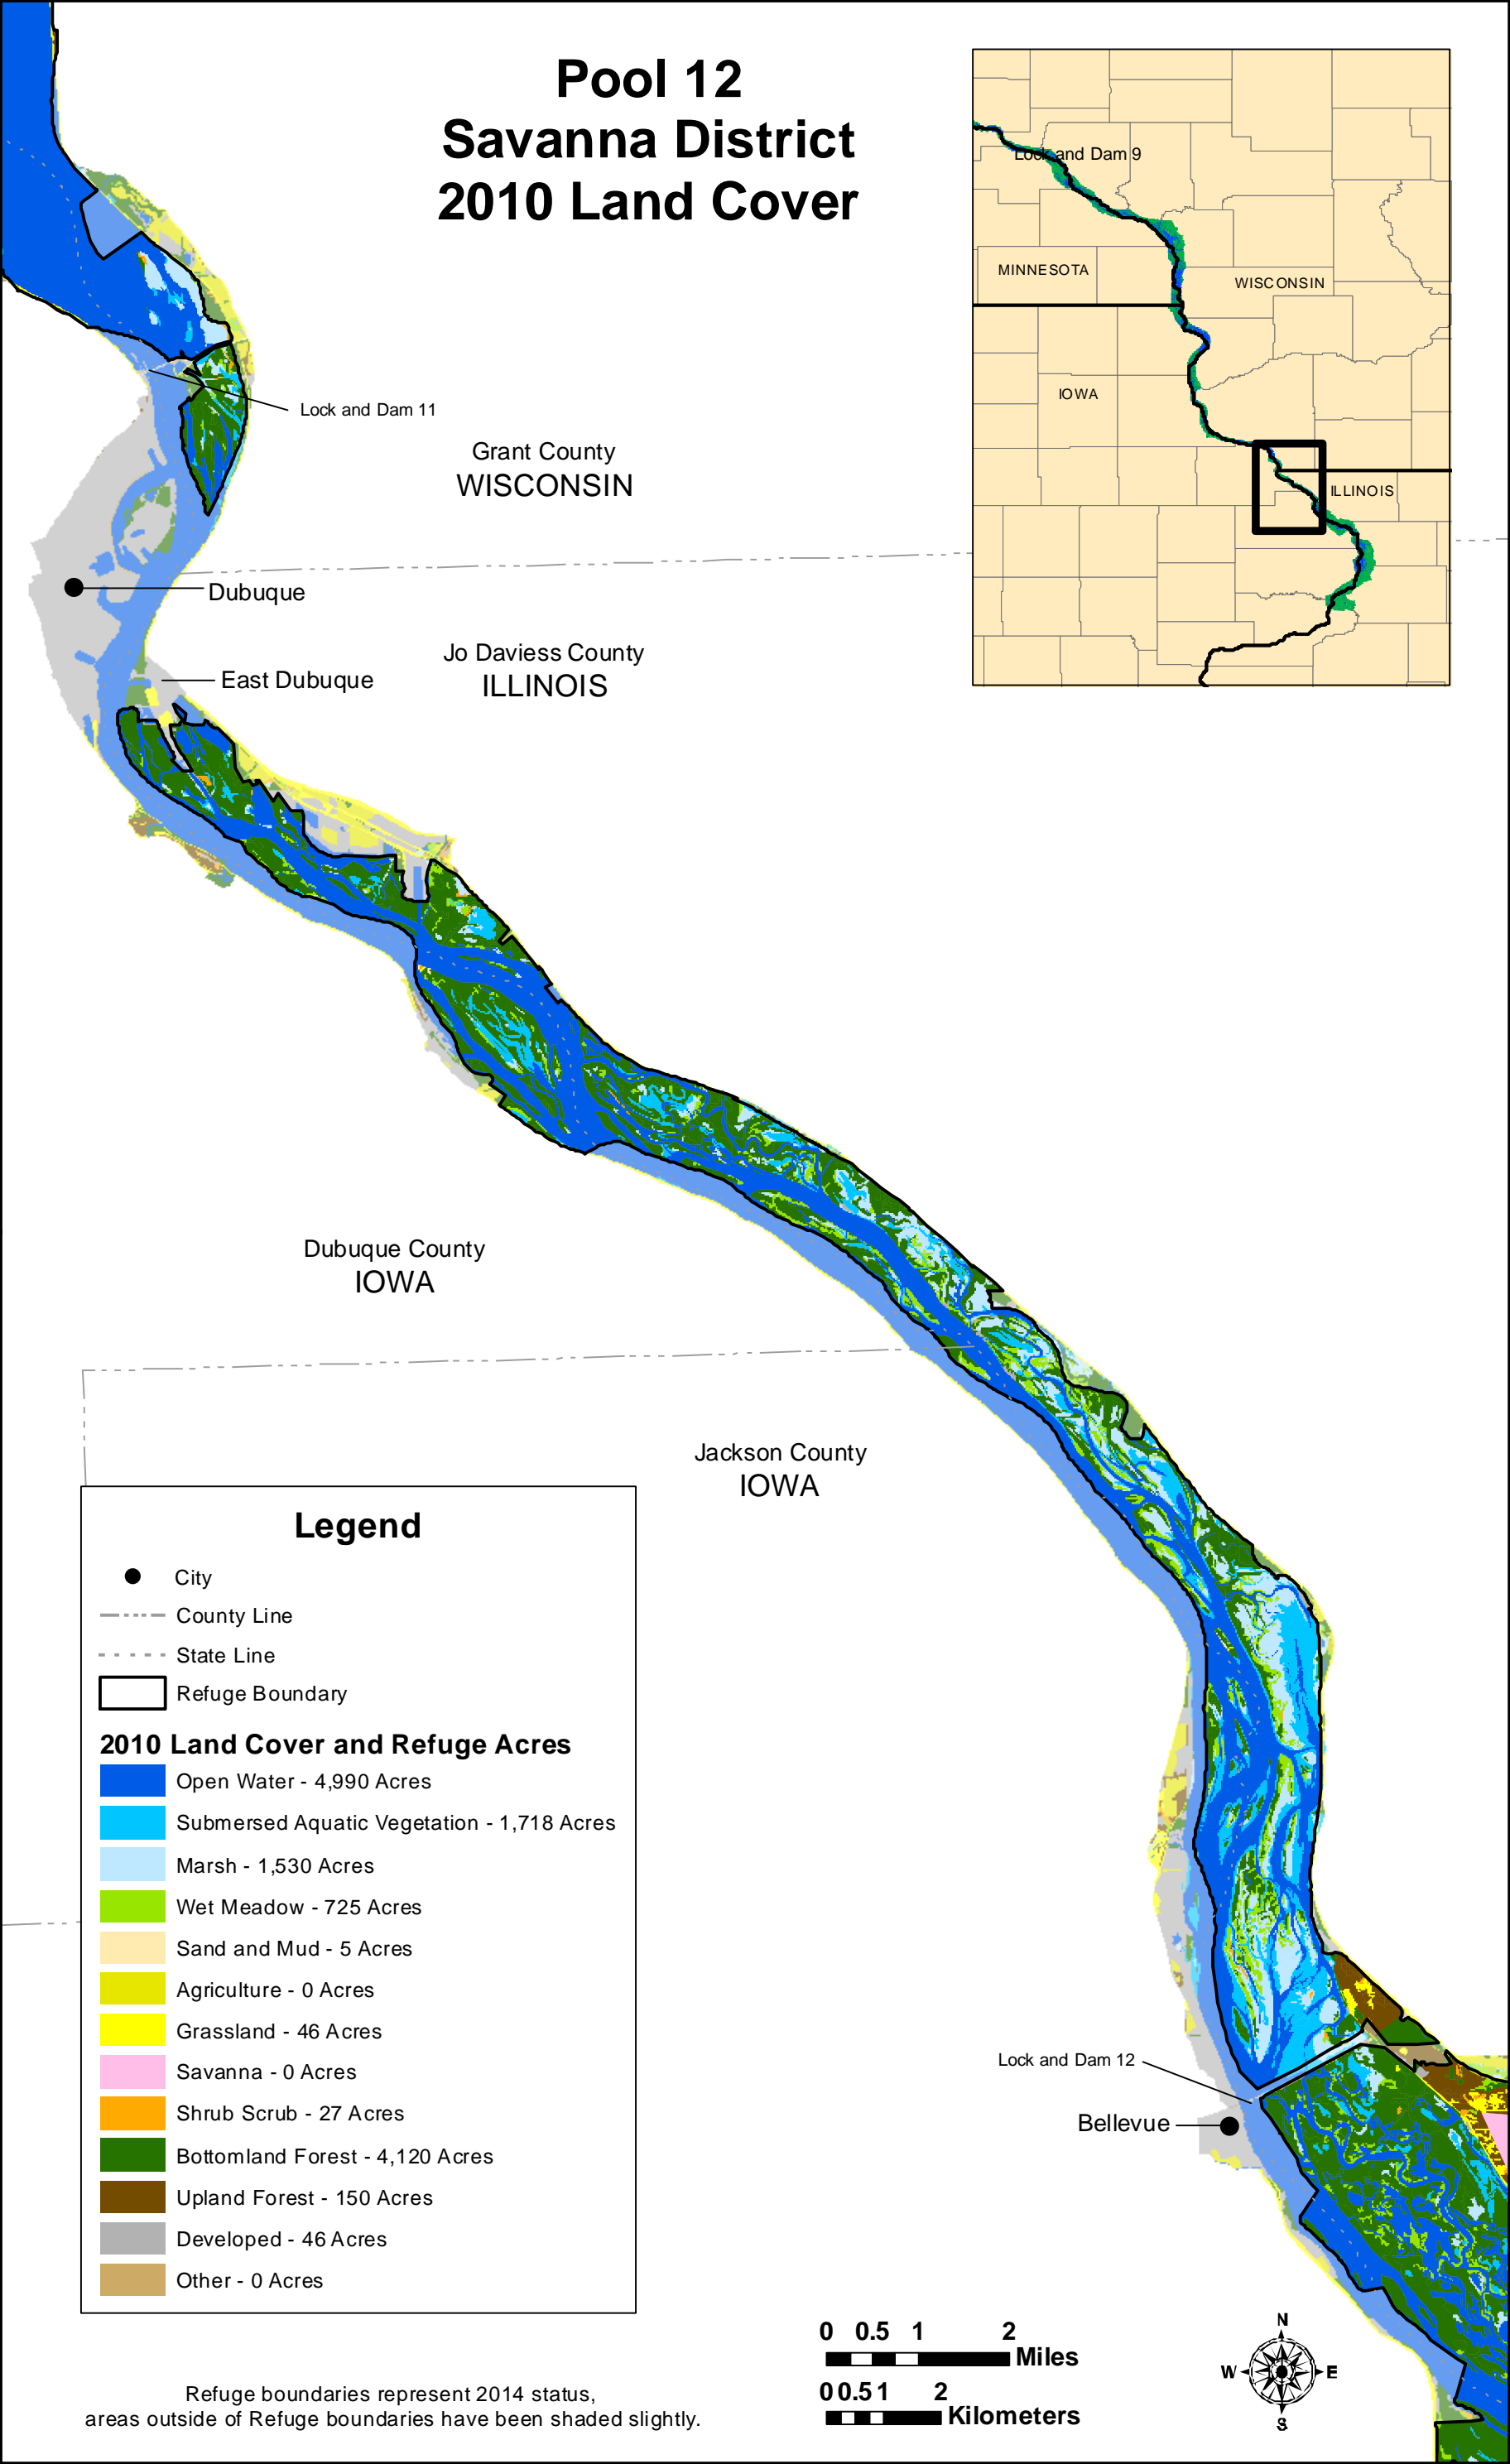 Pool 12
Savanna District
2010 Land Cover
Lock and Dam 9
MINNESOTA
WISCONSIN
IOWA
ILLINOIS
Lock and Dam 11
Grant County
WISCONSIN
Dubuque
Jo Daviess County
ILLINOIS
East Dubuque
Dubuque County
IOWA
Jackson County
IOWA
Lock and Dam 12
Bellevue
Legend
City
County Line
State Line
Refuge Boundary
2010 Land Cover and Refuge Acres
Open Water - 4,990 Acres
Submersed Aquatic Vegetation - 1,718 Acres
Marsh - 1,530 Acres
Wet Meadow - 725 Acres
Sand and Mud - 5 Acres
Agriculture - 0 Acres
Grassland - 46 Acres
Savanna - 0 Acres
Shrub Scrub - 27 Acres
Bottomland Forest - 4,120 Acres
Upland Forest - 150 Acres
Developed - 46 Acres
Other - 0 Acres
0 0.5 1 2
Miles
0 0.5 1 2
Kilometers
N
W E
S
Refuge boundaries represent 2014 status,
areas outside of Refuge boundaries have been shaded slightly.